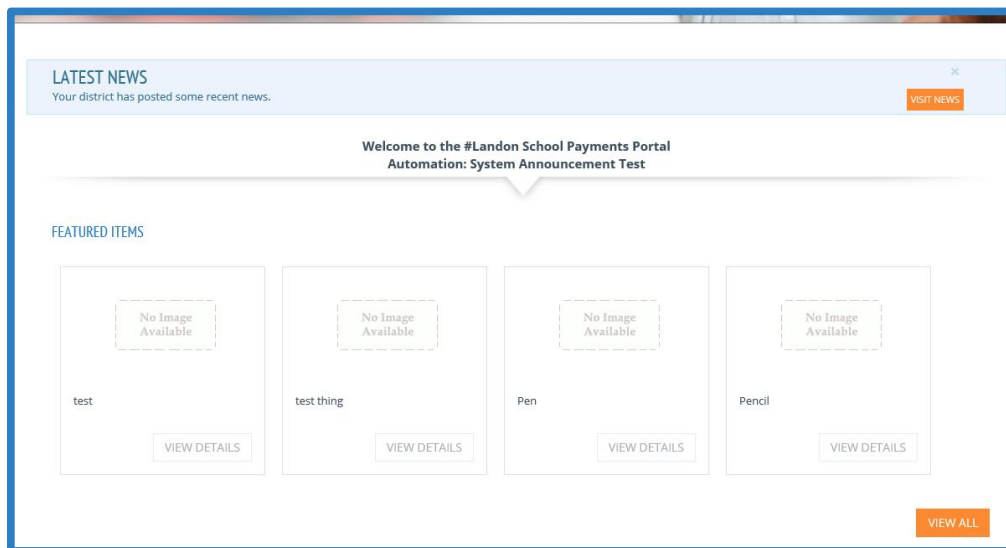 LATEST NEWS
×
Your district has posted some recent news.
VISIT NEWS
Welcome to the #Landon School Payments Portal
Automation: System Announcement Test
FEATURED ITEMS
No Image
Available
No Image
Available
No Image
Available
No Image
Available
test
test thing
Pen
Pencil
VIEW DETAILS
VIEW DETAILS
VIEW DETAILS
VIEW DETAILS
VIEW ALL